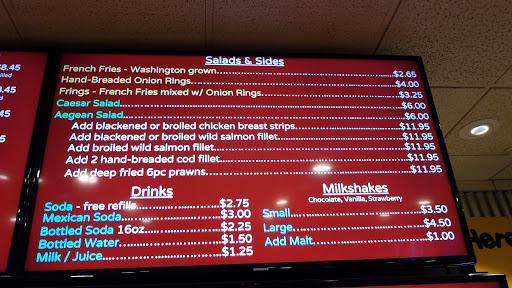 8.45
Salads & Sides
French Fries - Washington grown.....$2.65
Hand-Breaded Onion Rings.....$4.00
Frings - French Fries mixed w/ Onion Rings.....$3.25
Caesar Salad.....$6.00
Aegean Salad.....$6.00
Add blackened or broiled chicken breast strips.....$11.95
Add blackened or broiled wild salmon fillet.....$11.95
Add broiled wild salmon fillet.....$11.95
Add 2 hand-breaded cod fillet.....$11.95
Add deep fried 6pc prawns.....$11.95
8.45
Drinks
Soda - free refills.....$2.75
Mexican Soda.....$3.00
Bottled Soda 16oz.....$2.25
Bottled Water.....$1.50
Milk / Juice.....$1.25
Milkshakes
Chocolate, Vanilla, Strawberry
Small.....$3.50
Large.....$4.50
Add Malt.....$1.00
Here